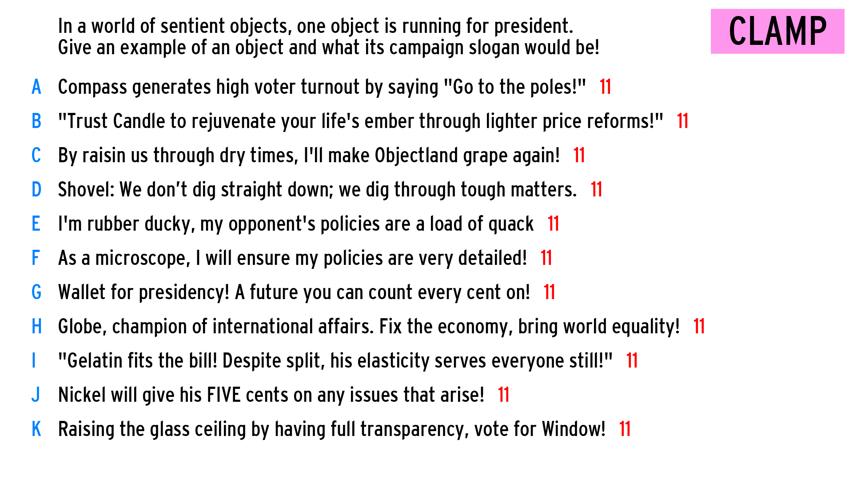 In a world of sentient objects, one object is running for president.
Give an example of an object and what its campaign slogan would be!
CLAMP
A Compass generates high voter turnout by saying "Go to the poles!" 11
B "Trust Candle to rejuvenate your life's ember through lighter price reforms!" 11
C By raisin us through dry times, I'll make Objectland grape again! 11
D Shovel: We don’t dig straight down; we dig through tough matters. 11
E I'm rubber ducky, my opponent's policies are a load of quack 11
F As a microscope, I will ensure my policies are very detailed! 11
G Wallet for presidency! A future you can count every cent on! 11
H Globe, champion of international affairs. Fix the economy, bring world equality! 11
I "Gelatin fits the bill! Despite split, his elasticity serves everyone still!" 11
J Nickel will give his FIVE cents on any issues that arise! 11
K Raising the glass ceiling by having full transparency, vote for Window! 11